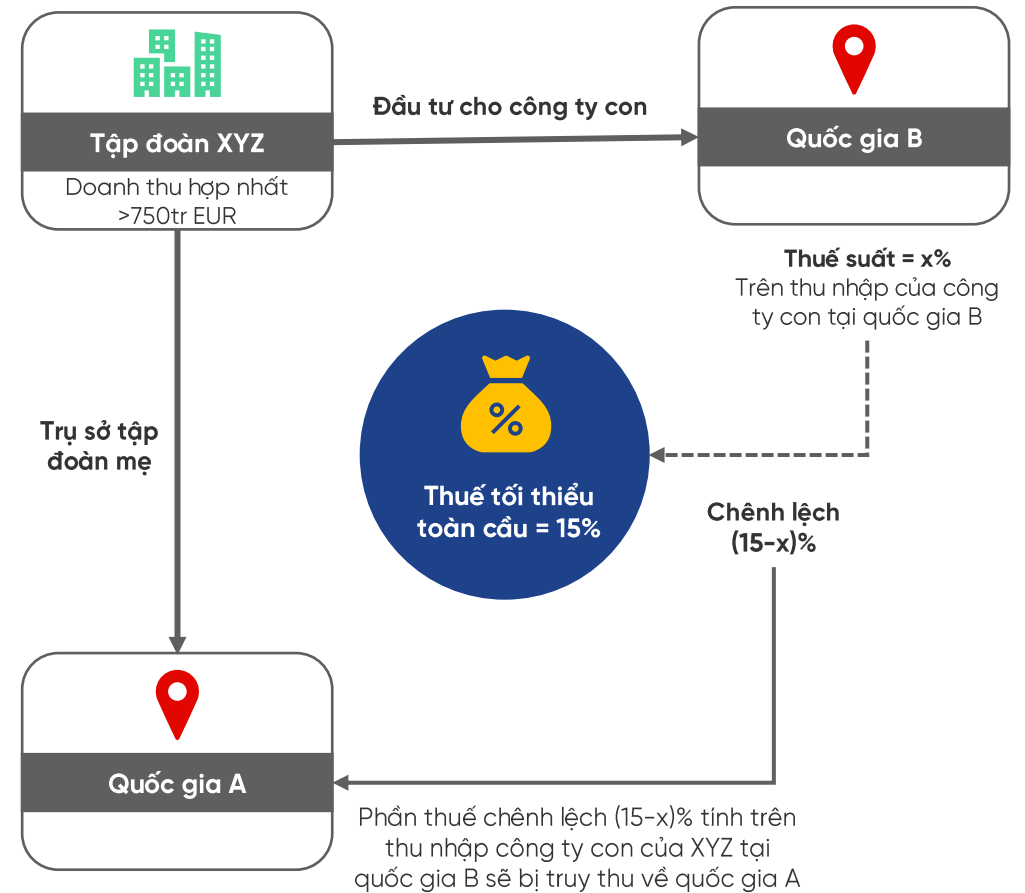 Tập đoàn XYZ
Doanh thu hợp nhất
>750tr EUR
Đầu tư cho công ty con
Quốc gia B
Thuế suất = x%
Trên thu nhập của công
ty con tại quốc gia B
Trụ sở tập
đoàn mẹ
%
Thuế tối thiểu
toàn cầu = 15%
Chênh lệch
(15-x)%
Quốc gia A
Phần thuế chênh lệch (15-x)% tính trên
thu nhập công ty con của XYZ tại
quốc gia B sẽ bị truy thu về quốc gia A